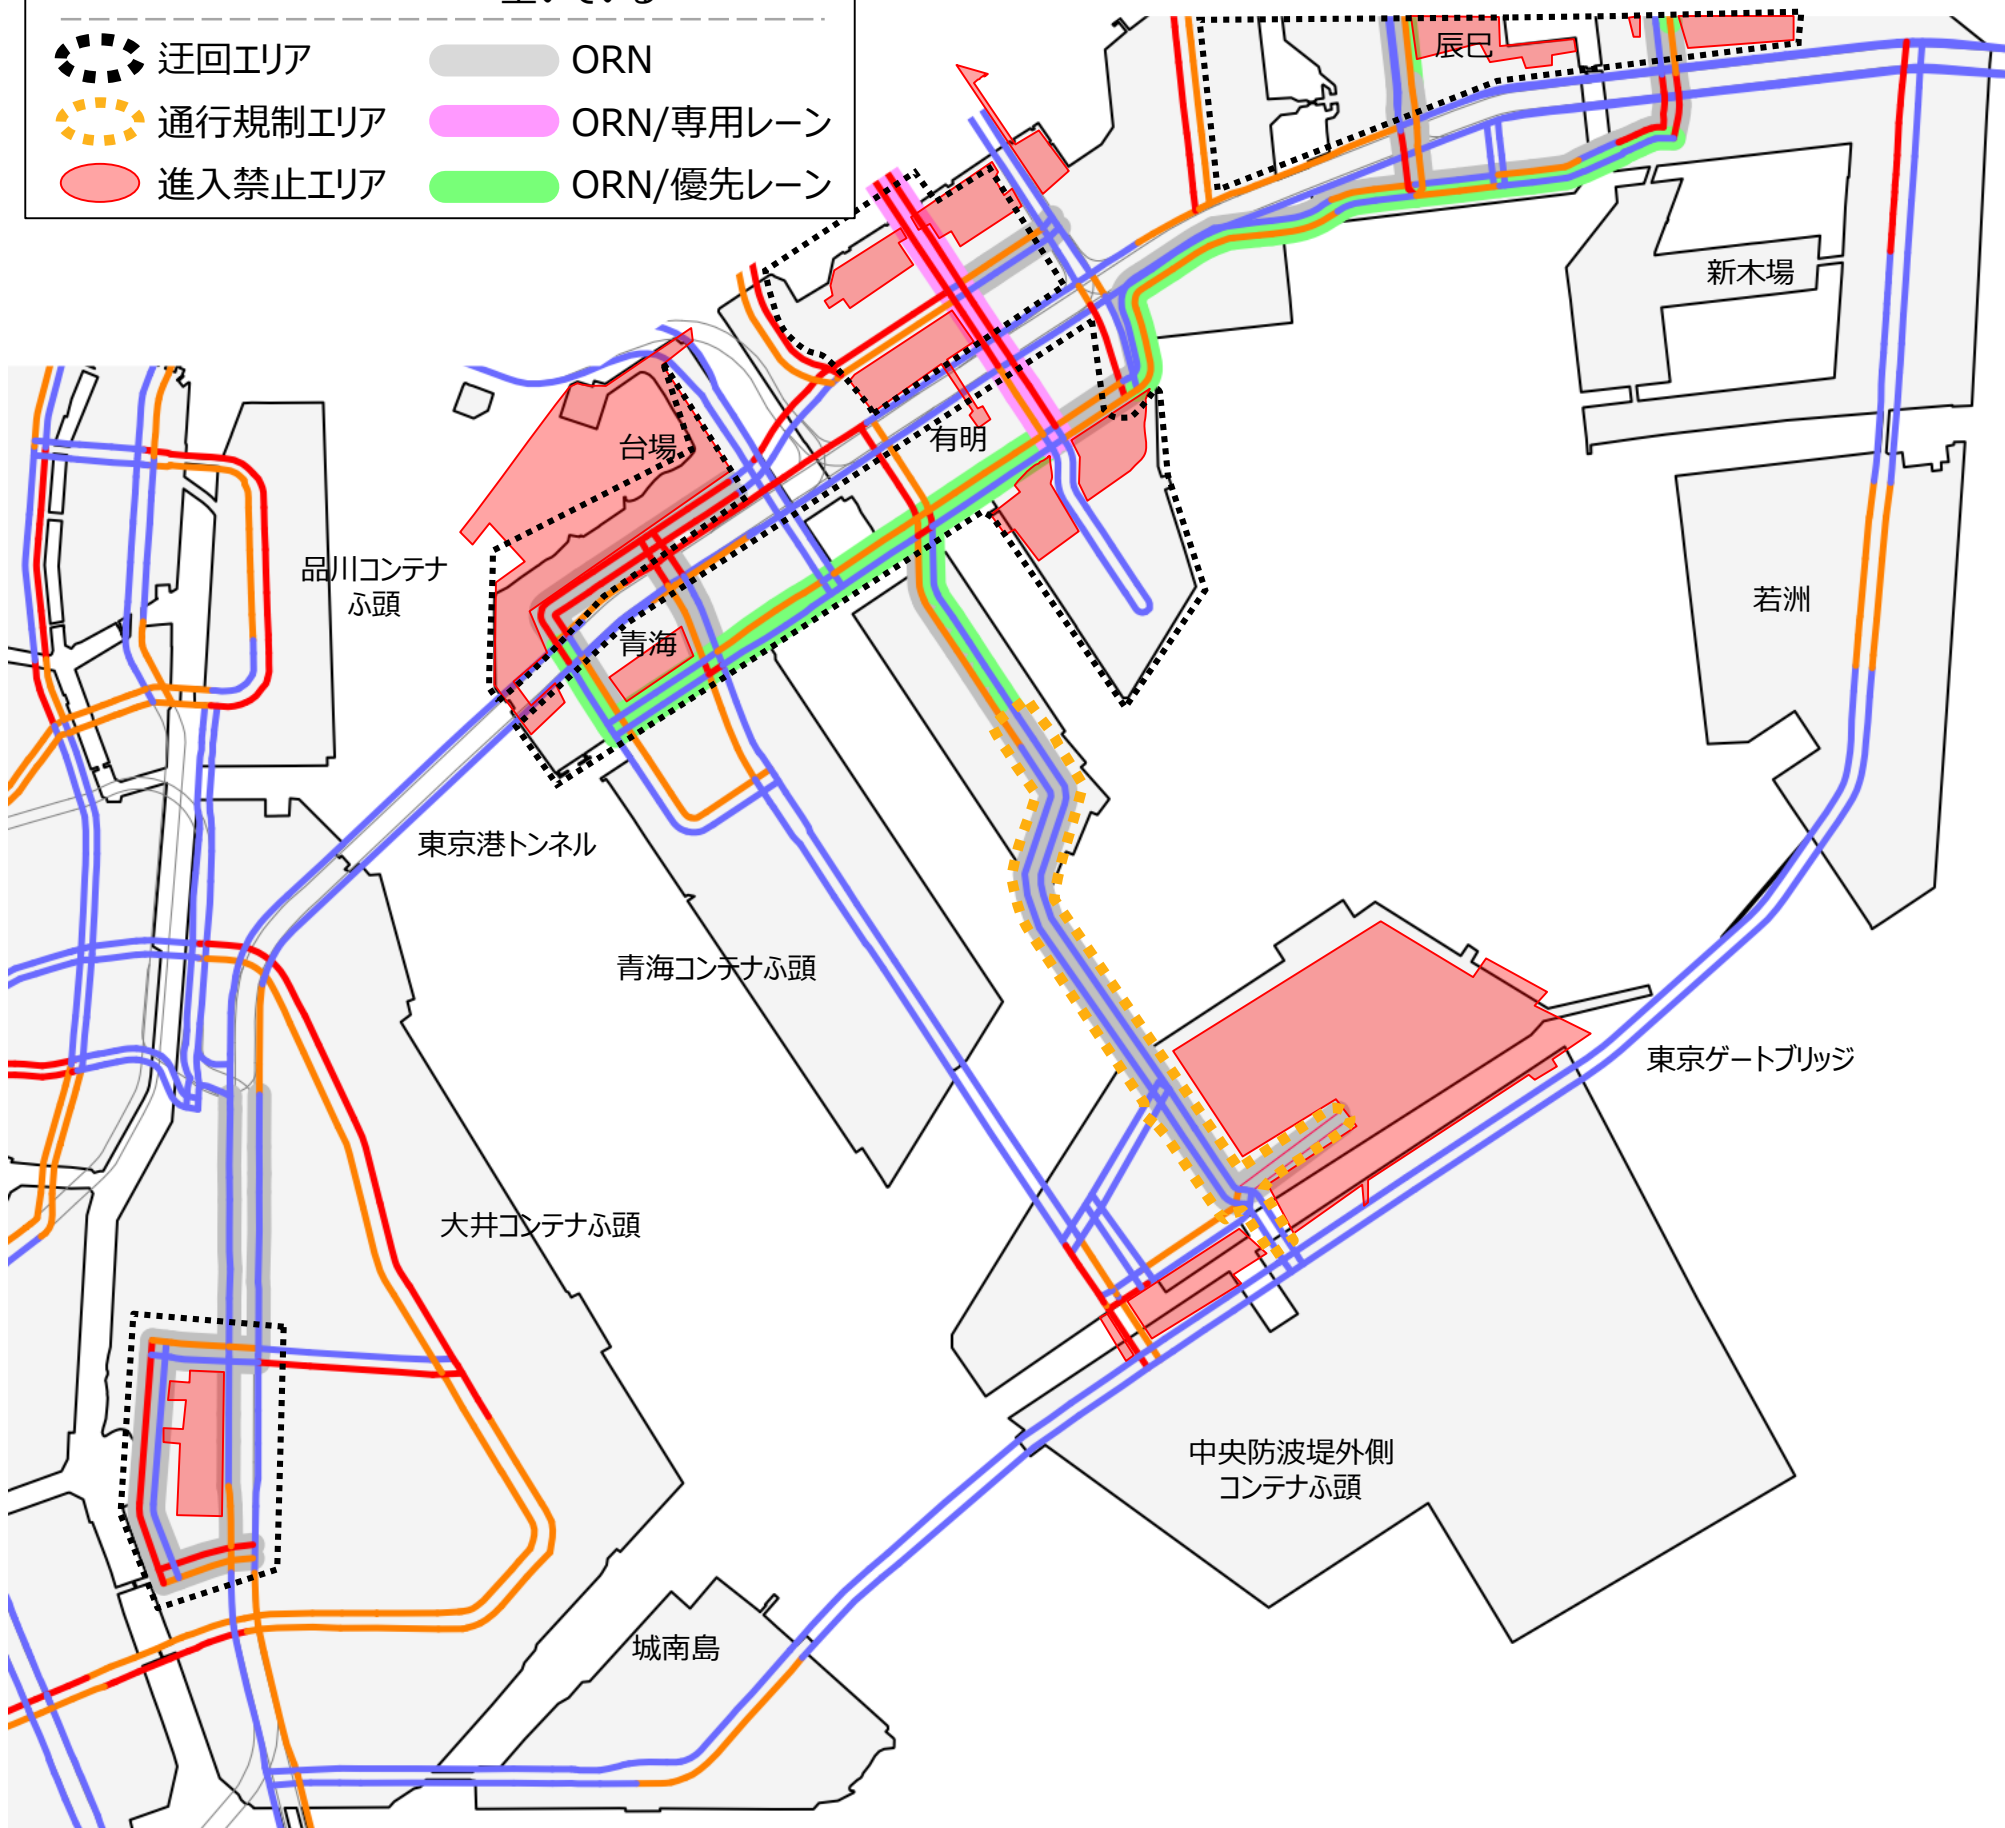 空いている
迂回エリア
ORN
通行規制エリア
ORN/専用レーン
進入禁止エリア
ORN/優先レーン
辰巳
新木場
台場
有明
品川コンテナ
ふ頭
青海
若洲
東京港トンネル
青海コンテナふ頭
東京ゲートブリッジ
大井コンテナふ頭
中央防波堤外側
コンテナふ頭
城南島